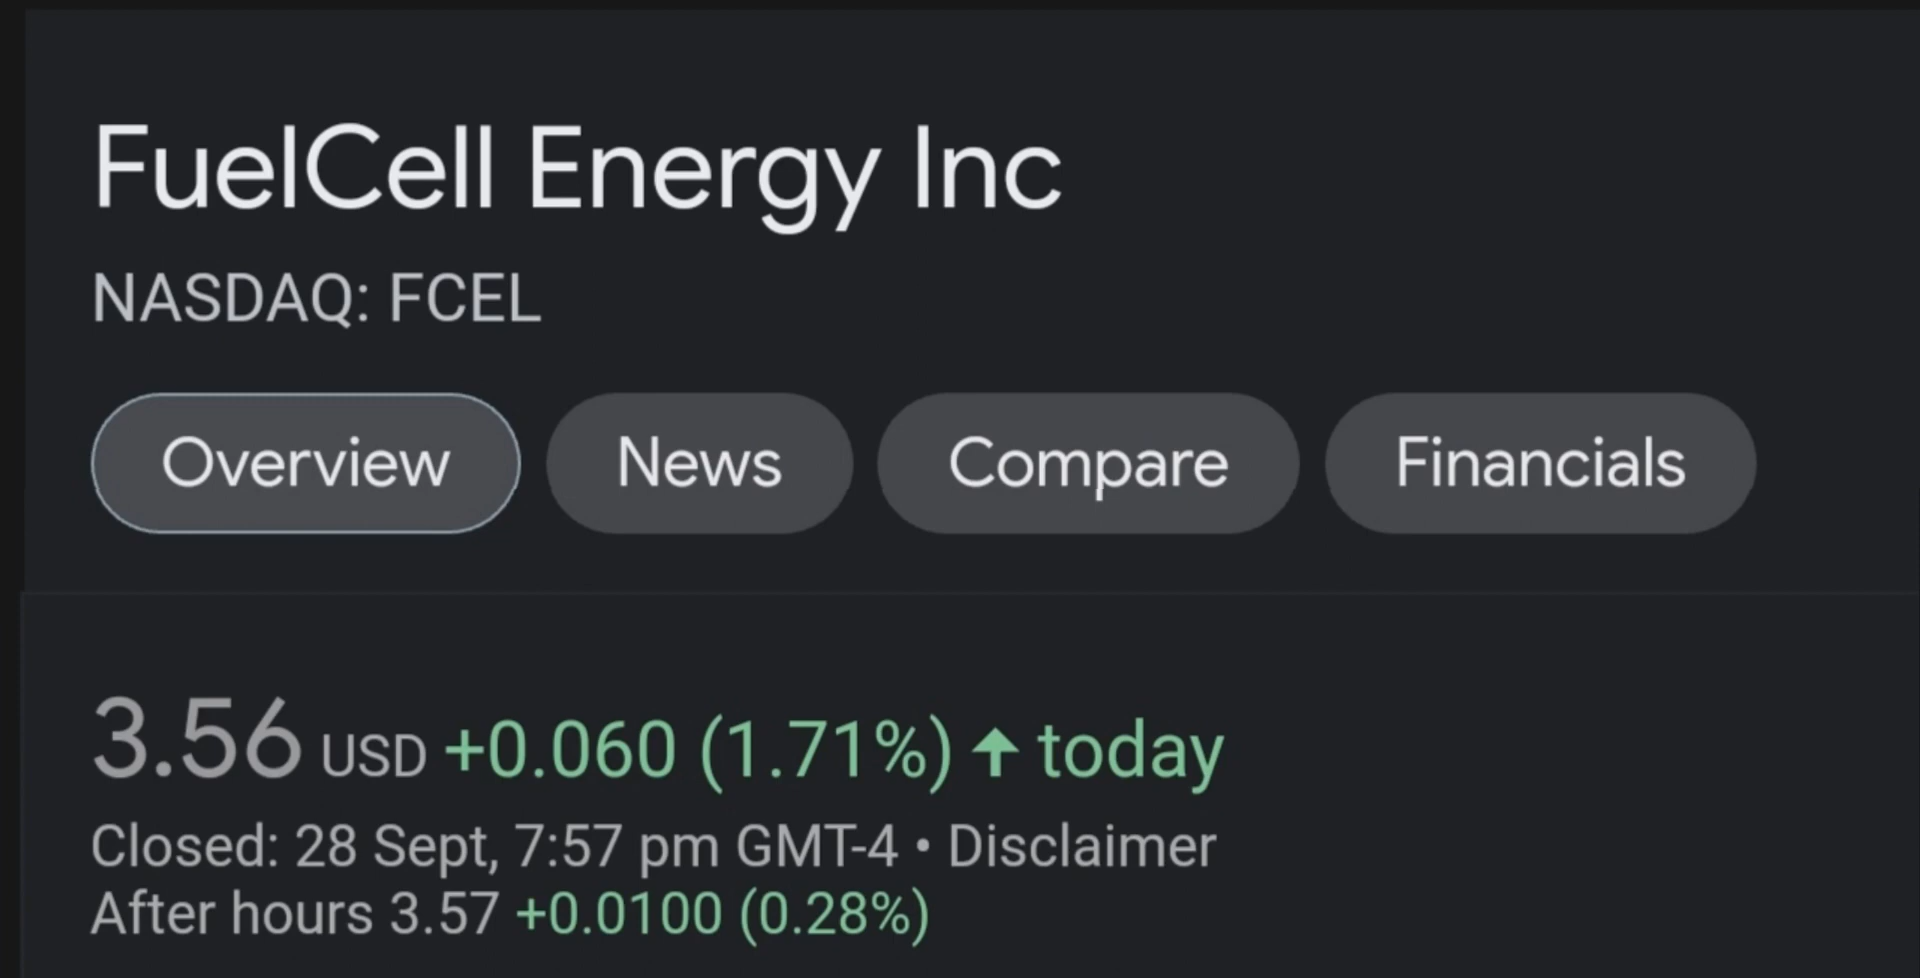 FuelCell Energy Inc
NASDAQ: FCEL
Overview News Compare Financials
3.56 USD +0.060 (1.71%) ↑ today
Closed: 28 Sept, 7:57 pm GMT-4 • Disclaimer
After hours 3.57 +0.0100 (0.28%)